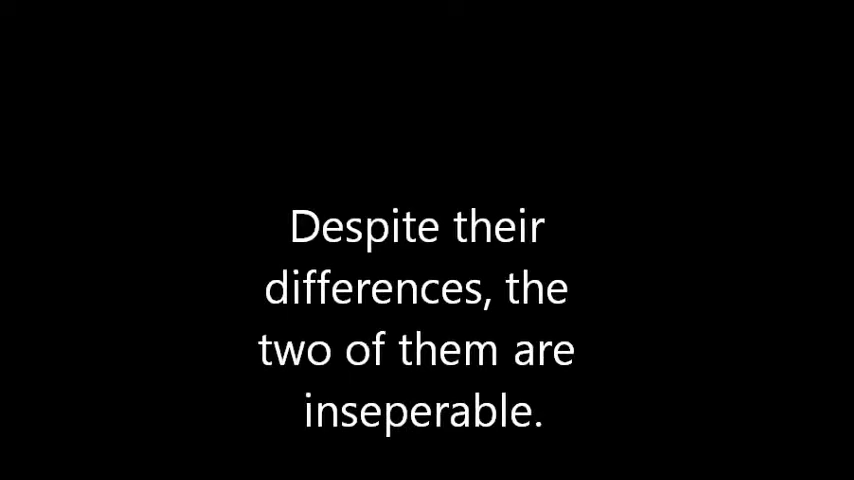 Despite their
differences, the
two of them are
inseperable.